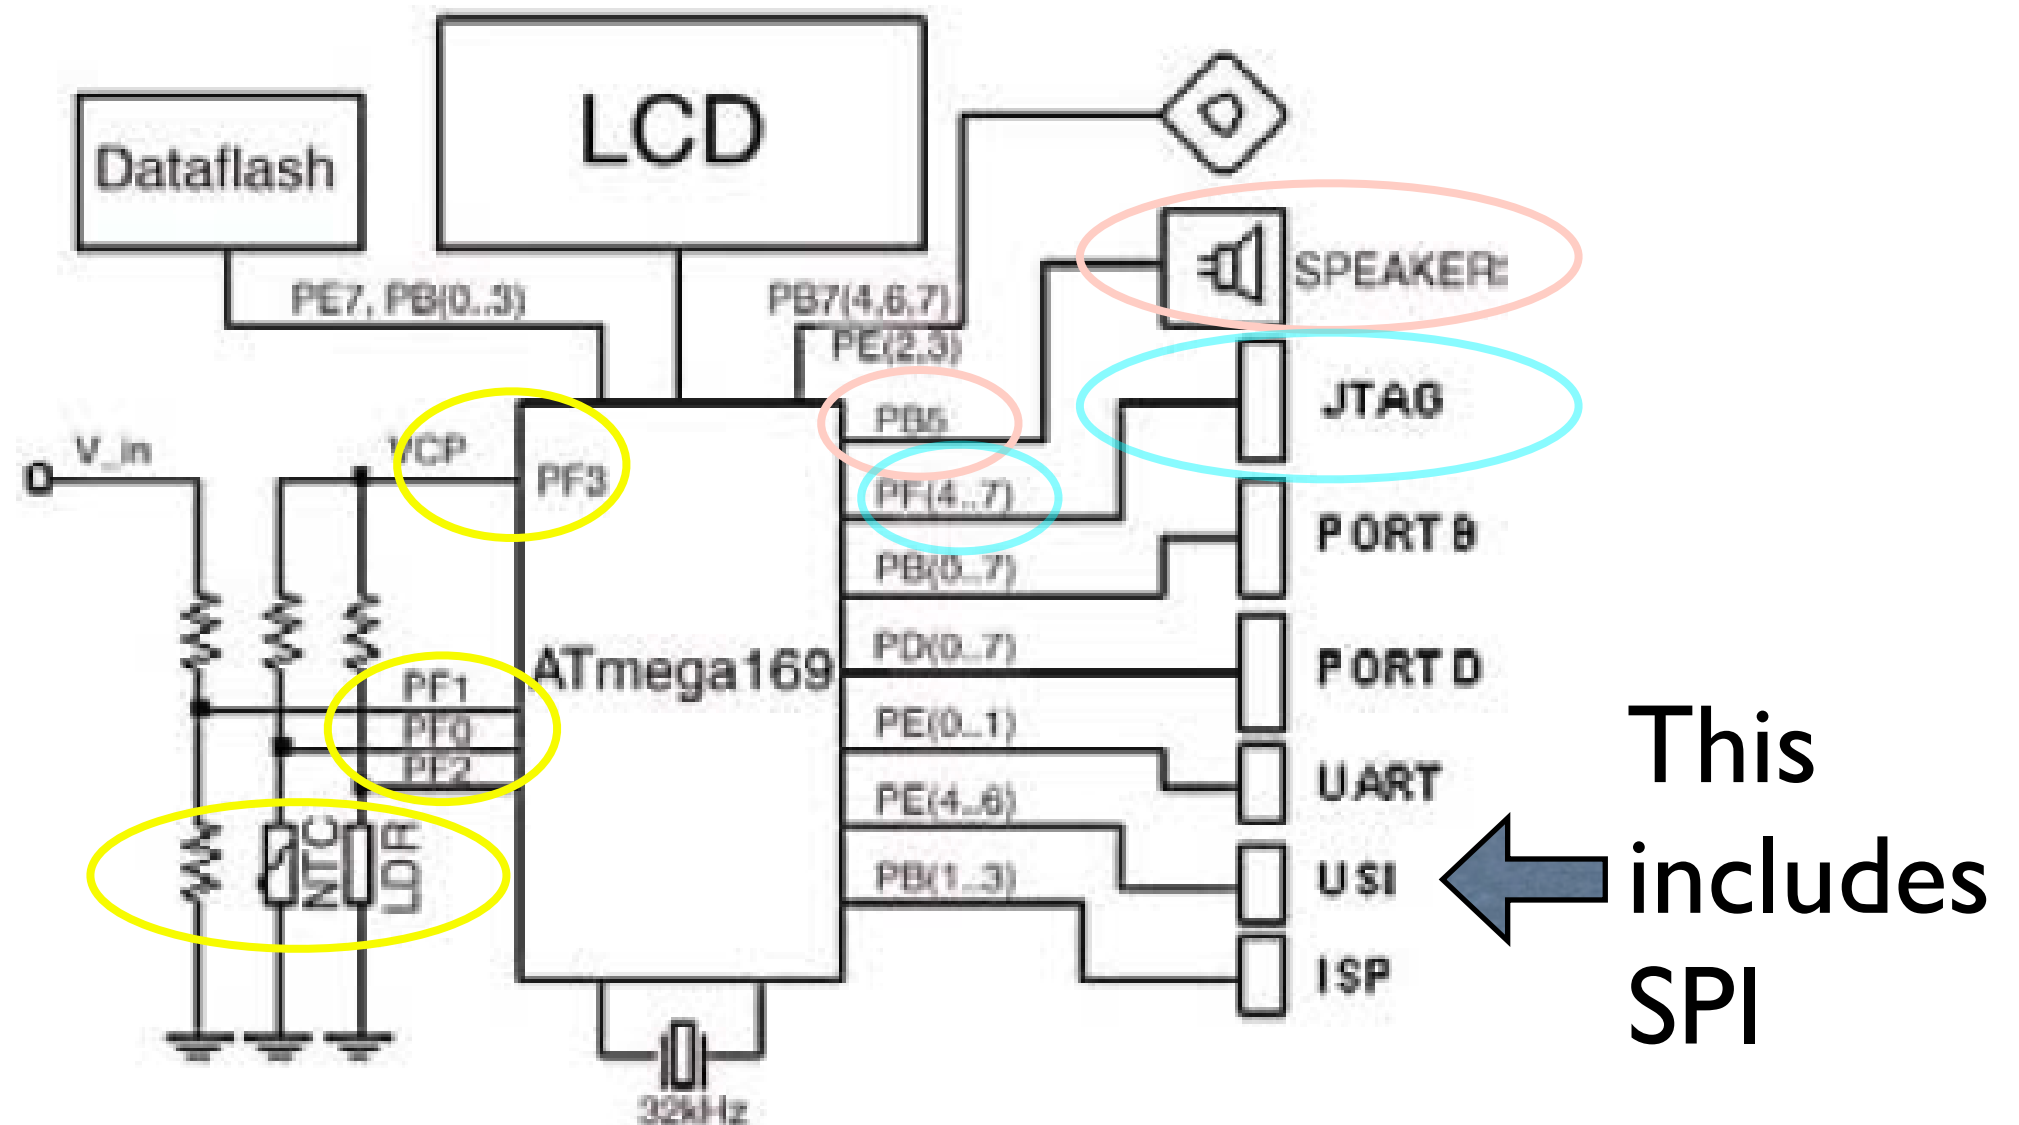 LCD
Dataflash
PE7, PB(0..3)
PB7(4,6,7)
PE(2,3)
SPEAKER
V_in
VCP
PF3
PB5
JTAG
PF(4..7)
PORT B
PB(0..7)
ATmega169
PD(0..7)
PORT D
PF1
PF0
PF2
PE(0..1)
UART
PE(4..6)
USI
PB(1..3)
ISP
NTC
LDR
32kHz
This
includes
SPI